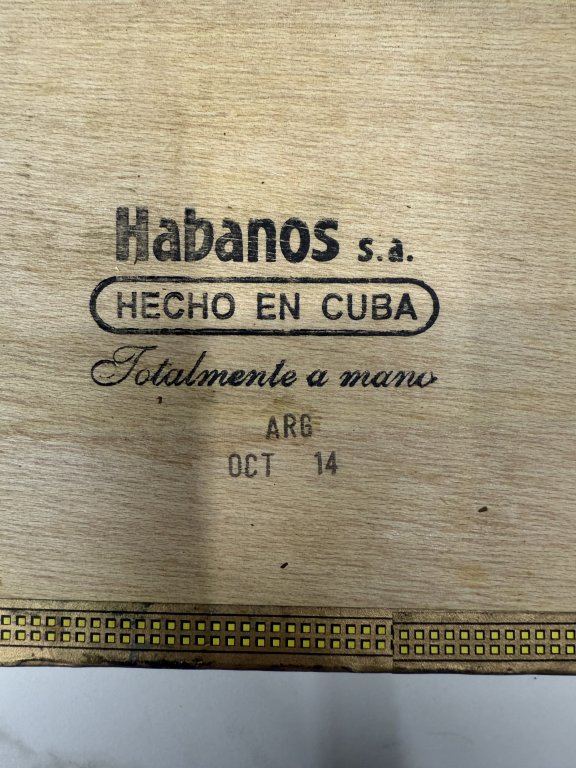 Habanos s.a.
HECHO EN CUBA
Totalmente a mano
ARG
OCT 14